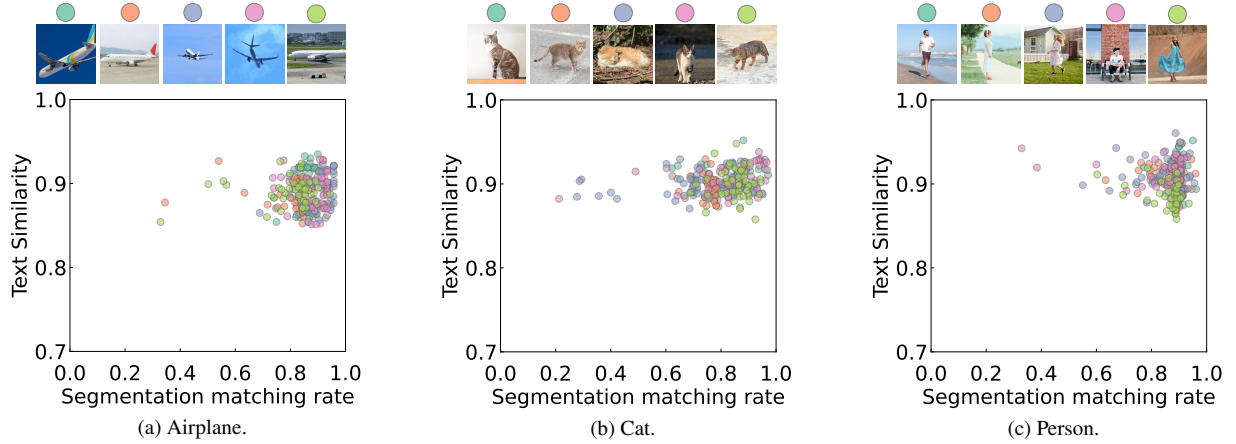 1.0
0.9
0.8
0.7
Text Similarity
0.0 0.2 0.4 0.6 0.8 1.0
Segmentation matching rate
(a) Airplane.
1.0
0.9
0.8
0.7
Text Similarity
0.0 0.2 0.4 0.6 0.8 1.0
Segmentation matching rate
(b) Cat.
1.0
0.9
0.8
0.7
Text Similarity
0.0 0.2 0.4 0.6 0.8 1.0
Segmentation matching rate
(c) Person.